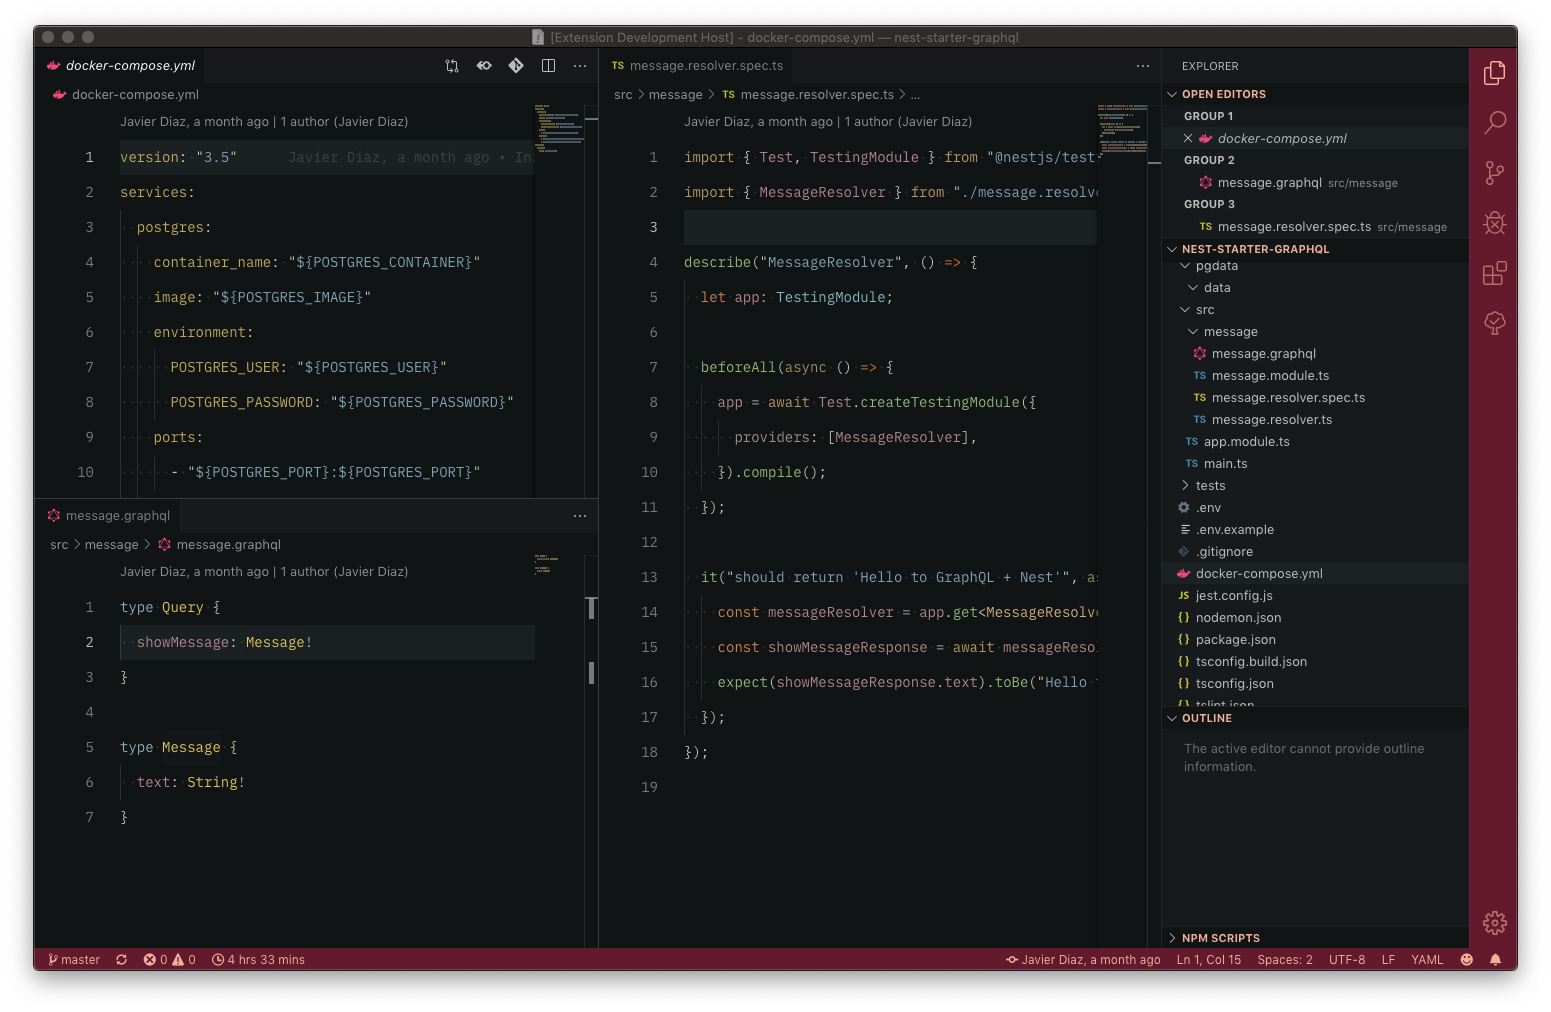 [Extension Development Host] - docker-compose.yml — nest-starter-graphql
docker-compose.yml
docker-compose.yml
Javier Diaz, a month ago | 1 author (Javier Diaz)
1 version: "3.5" Javier Diaz, a month ago • In
2 services:
3 postgres:
4 container_name: "${POSTGRES_CONTAINER}"
5 image: "${POSTGRES_IMAGE}"
6 environment:
7 POSTGRES_USER: "${POSTGRES_USER}"
8 POSTGRES_PASSWORD: "${POSTGRES_PASSWORD}"
9 ports:
10 - "${POSTGRES_PORT}:${POSTGRES_PORT}"
message.graphql
src > message > message.graphql
Javier Diaz, a month ago | 1 author (Javier Diaz)
1 type Query {
2 showMessage: Message!
3 }
4
5 type Message {
6 text: String!
7 }
TS message.resolver.spec.ts
src > message > TS message.resolver.spec.ts > ...
Javier Diaz, a month ago | 1 author (Javier Diaz)
1 import { Test, TestingModule } from "@nestjs/test
2 import { MessageResolver } from "./message.resolv
3
4 describe("MessageResolver", () => {
5 let app: TestingModule;
6
7 beforeAll(async () => {
8 app = await Test.createTestingModule({
9 providers: [MessageResolver],
10 }).compile();
11 });
12
13 it("should return 'Hello to GraphQL + Nest'", as
14 const messageResolver = app.get<MessageResolv
15 const showMessageResponse = await messageReso
16 expect(showMessageResponse.text).toBe("Hello
17 });
18 });
19
EXPLORER
OPEN EDITORS
GROUP 1
docker-compose.yml
GROUP 2
message.graphql src/message
GROUP 3
TS message.resolver.spec.ts src/message
NEST-STARTER-GRAPHQL
pgdata
data
src
message
message.graphql
TS message.module.ts
TS message.resolver.spec.ts
TS message.resolver.ts
TS app.module.ts
TS main.ts
tests
.env
.env.example
.gitignore
docker-compose.yml
JS jest.config.js
{ } nodemon.json
{ } package.json
{ } tsconfig.build.json
{ } tsconfig.json
{ } tslint.json
OUTLINE
The active editor cannot provide outline
information.
NPM SCRIPTS
master 0 0 4 hrs 33 mins Javier Diaz, a month ago Ln 1, Col 15 Spaces: 2 UTF-8 LF YAML